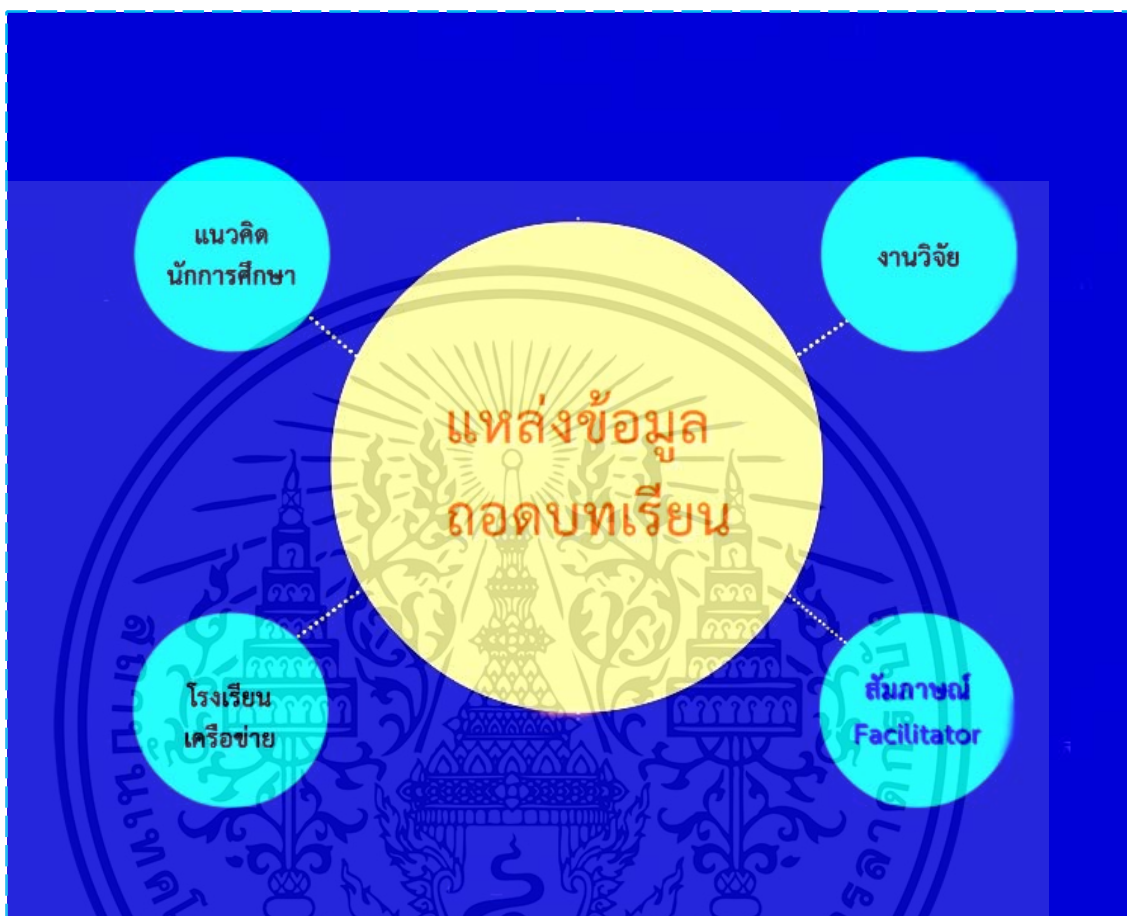 แนวคิด
นักการศึกษา
งานวิจัย
แหล่งข้อมูล
ถอดบทเรียน
โรงเรียน
เครือข่าย
สัมภาษณ์
Facilitator